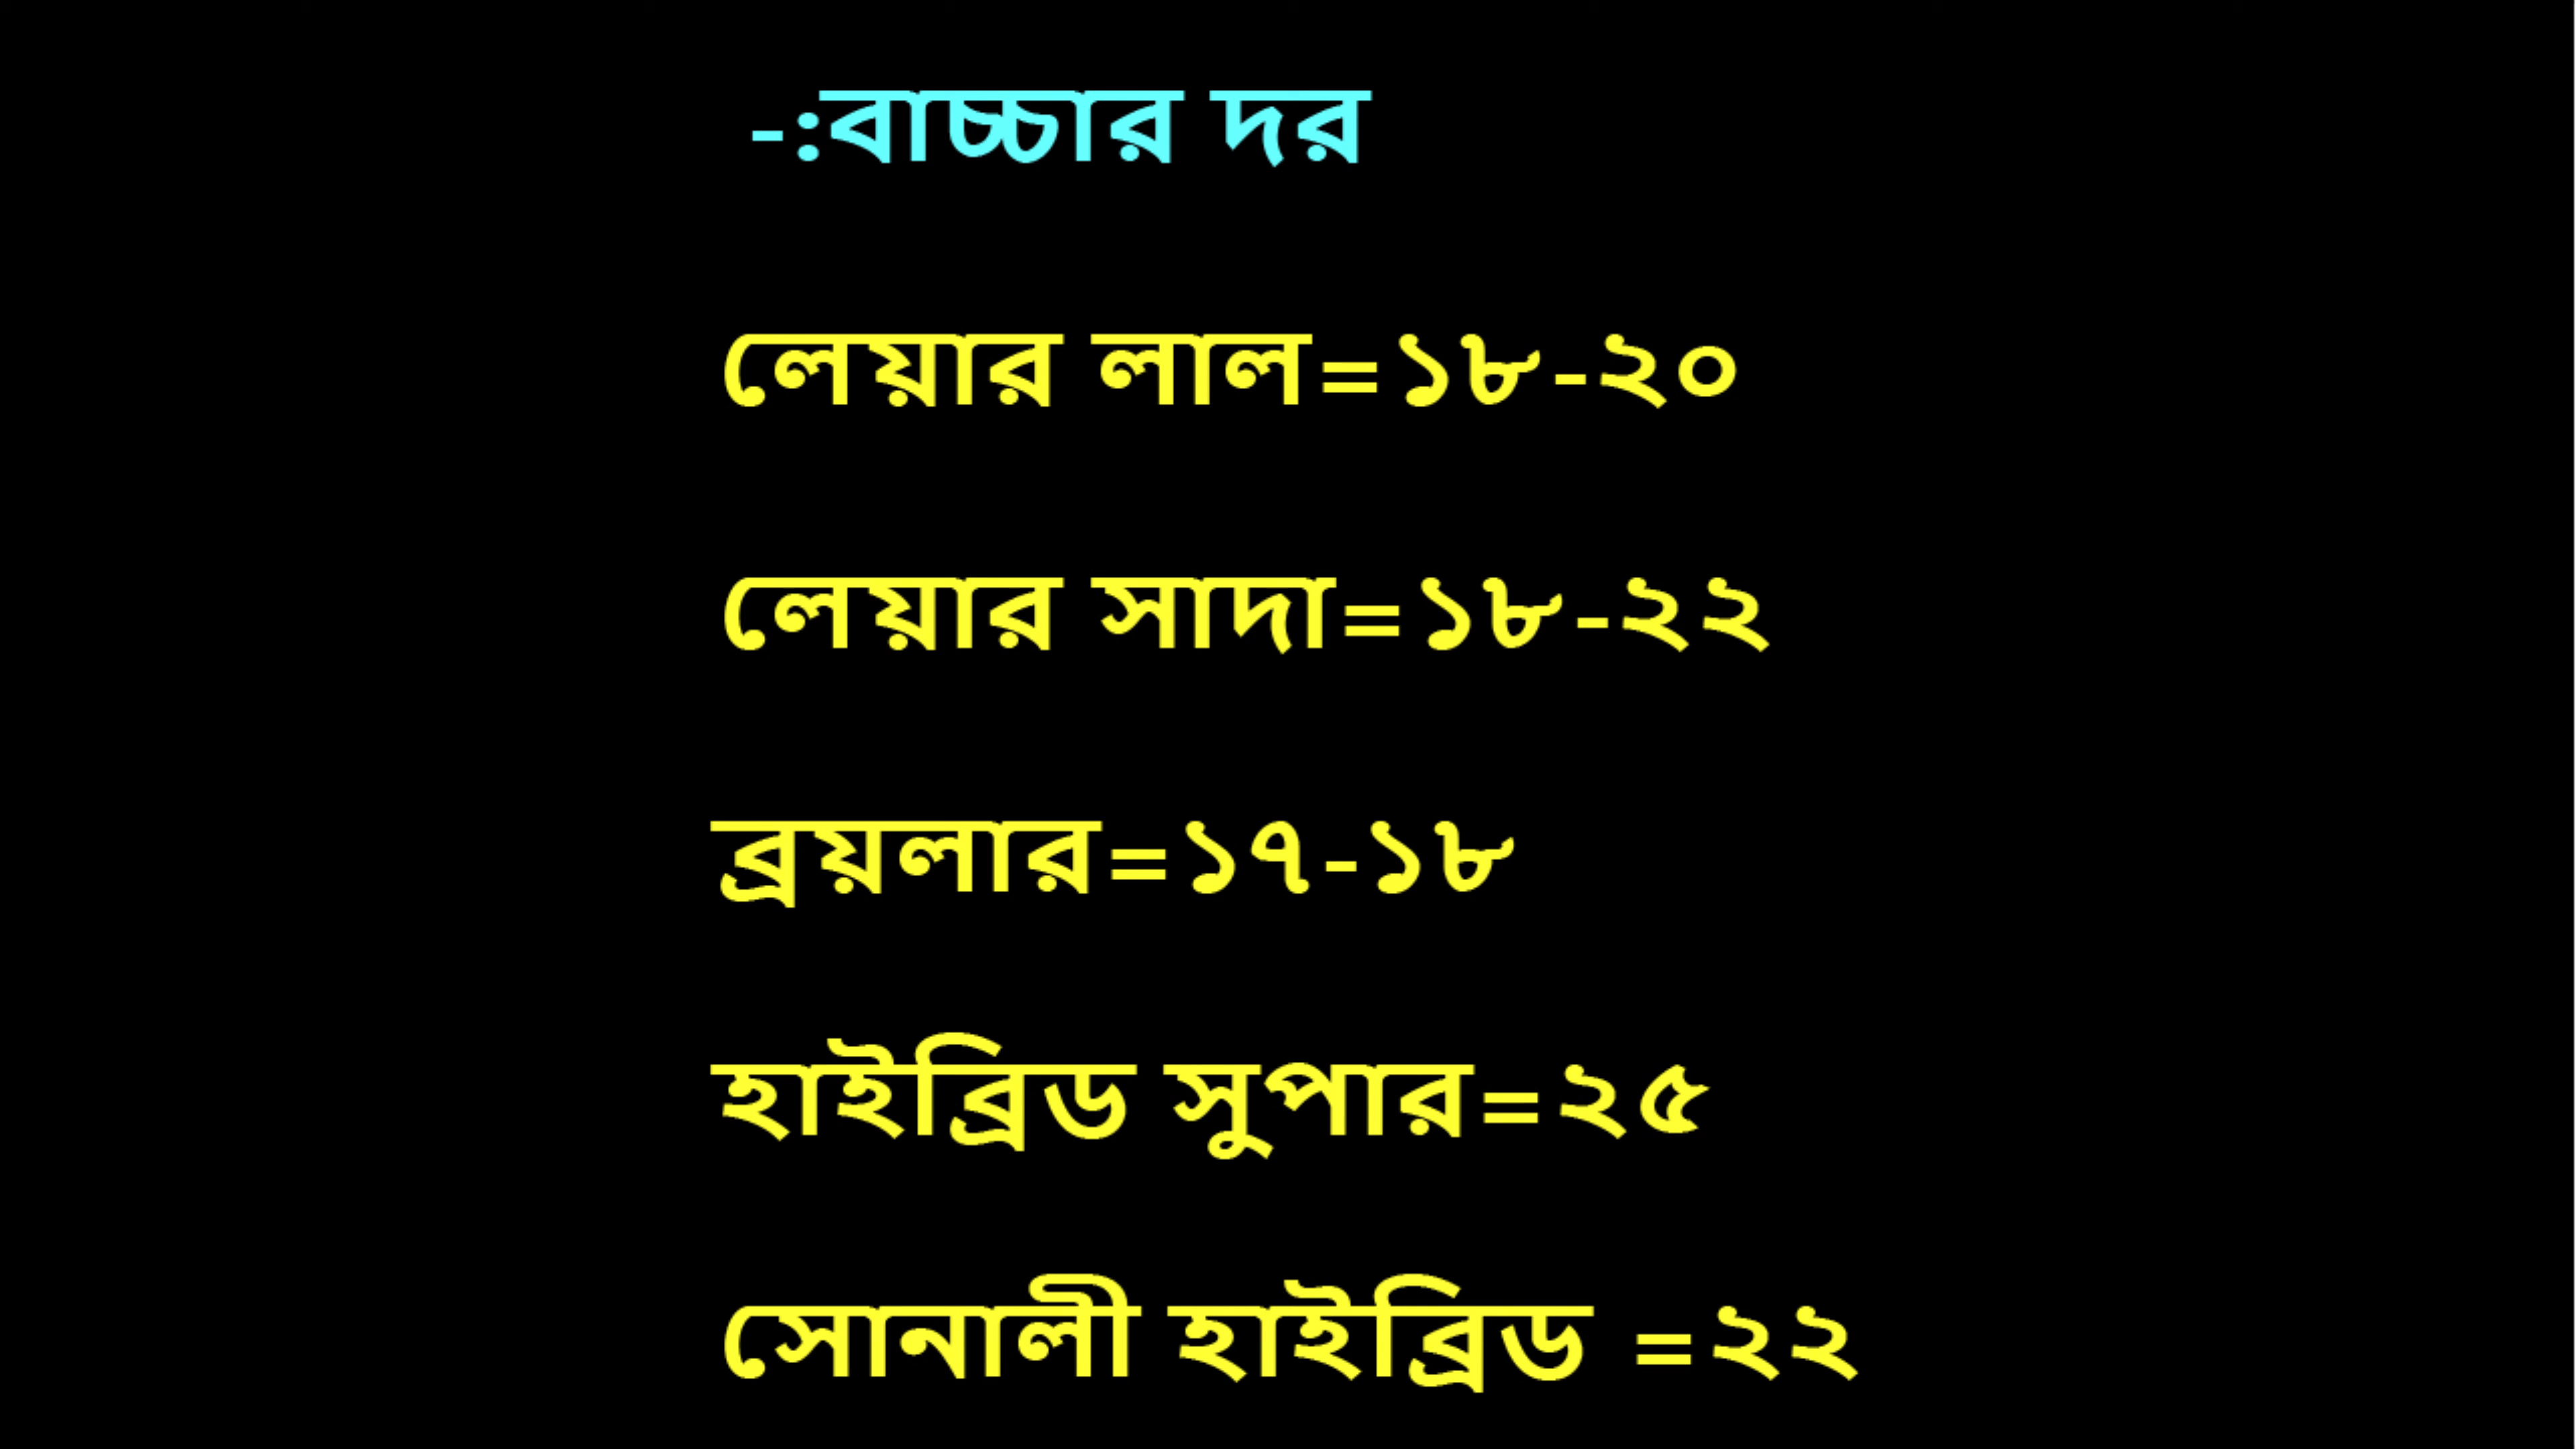 -:বাচ্চার দর
লেয়ার লাল=১৮-২০
লেয়ার সাদা=১৮-২২
ব্রয়লার=১৭-১৮
হাইব্রিড সুপার=২৫
সোনালী হাইব্রিড =২২